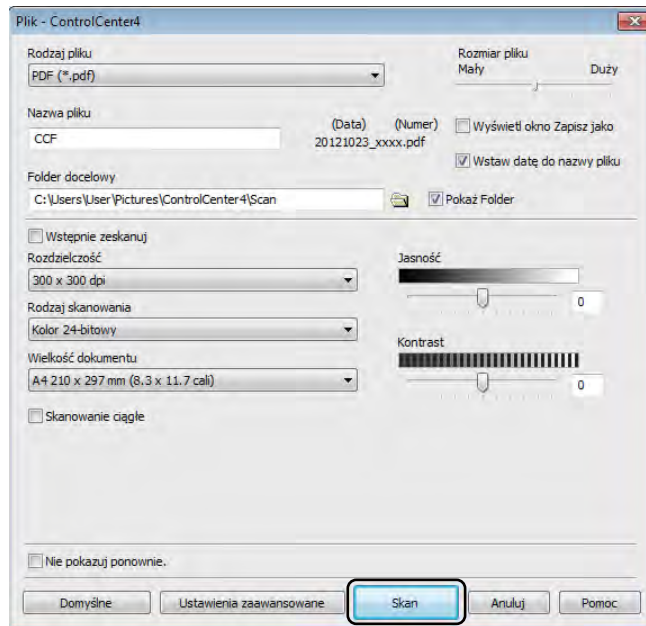 Plik - ControlCenter4
Rodzaj pliku
PDF (*.pdf)
Rozmiar pliku
Mały Duży
Nazwa pliku
CCF
(Data) (Numer)
20121023_xxxx.pdf
Wyświetl okno Zapisz jako
Wstaw datę do nazwy pliku
Folder docelowy
C:\Users\User\Pictures\ControlCenter4\Scan
Pokaż Folder
Wstępnie zeskanuj
Rozdzielczość
300 x 300 dpi
Rodzaj skanowania
Kolor 24-bitowy
Wielkość dokumentu
A4 210 x 297 mm (8.3 x 11.7 cali)
Skanowanie ciągłe
Jasność
0
Kontrast
0
Nie pokazuj ponownie.
Domyślne Ustawienia zaawansowane Skan Anuluj Pomoc